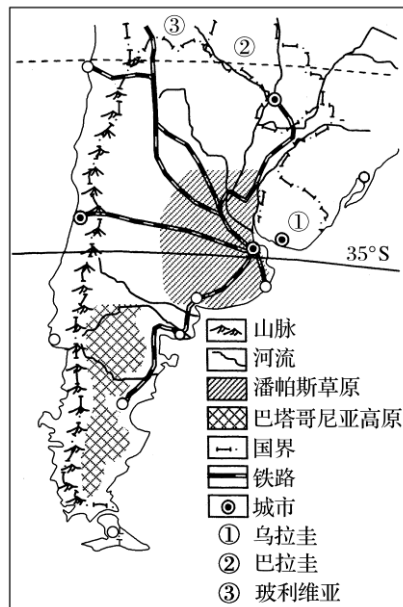 ③
②
①
35°S
山脉
河流
潘帕斯草原
巴塔哥尼亚高原
国界
铁路
城市
① 乌拉圭
② 巴拉圭
③ 玻利维亚